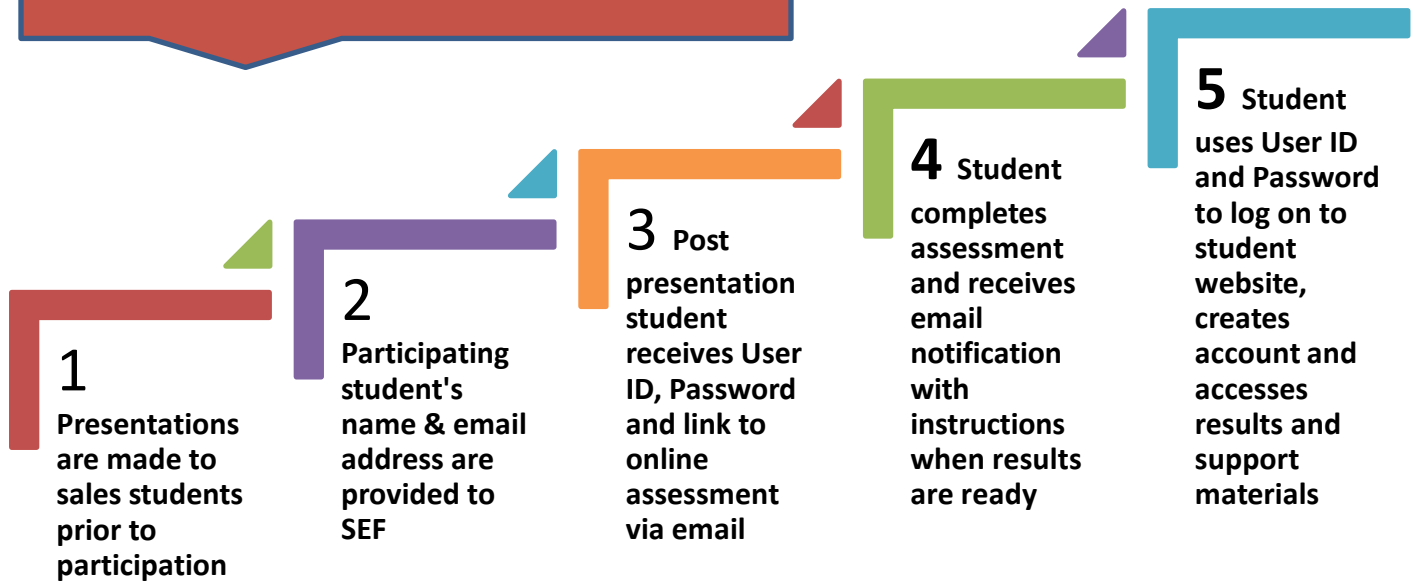 1
Presentations
are made to
sales students
prior to
participation
2
Participating
student's
name & email
address are
provided to
SEF
3 Post
presentation
student
receives User
ID, Password
and link to
online
assessment
via email
4 Student
completes
assessment
and receives
email
notification
with
instructions
when results
are ready
5 Student
uses User ID
and Password
to log on to
student
website,
creates
account and
accesses
results and
support
materials